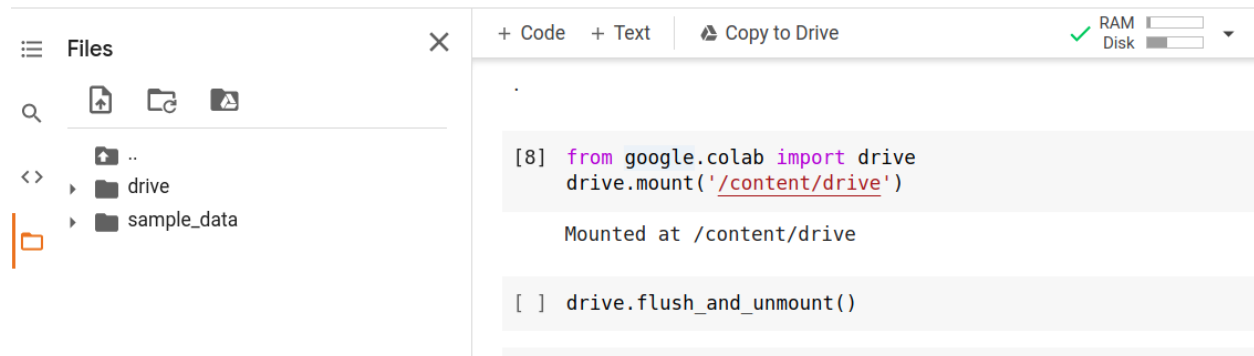 Files
..
drive
sample_data
+ Code + Text Copy to Drive
RAM
Disk
.
[8] from google.colab import drive
drive.mount('/content/drive')
Mounted at /content/drive
[ ] drive.flush_and_unmount()